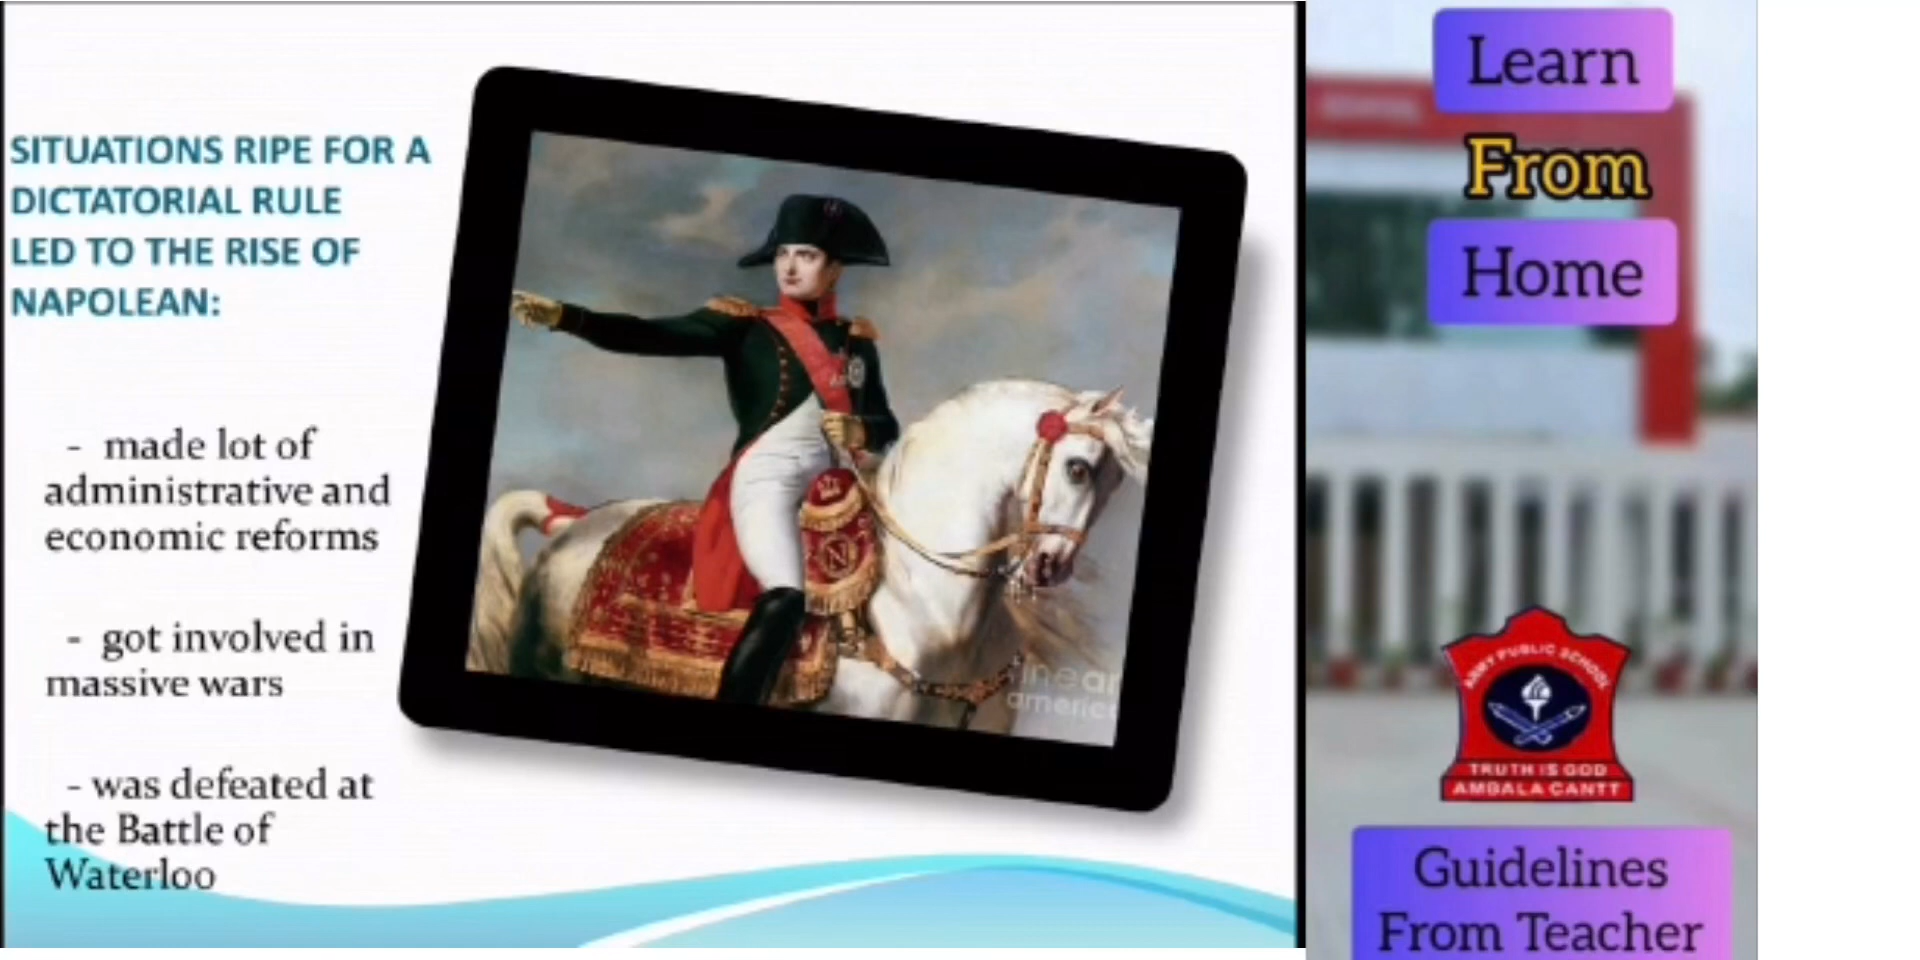 SITUATIONS RIPE FOR A
DICTATORIAL RULE
LED TO THE RISE OF
NAPOLEAN:
- made lot of
administrative and
economic reforms
- got involved in
massive wars
- was defeated at
the Battle of
Waterloo
N
america
Learn
From
Home
ARMY PUBLIC SCHOOL
TRUTH IS GOD
AMBALA CANTT
Guidelines
From Teacher